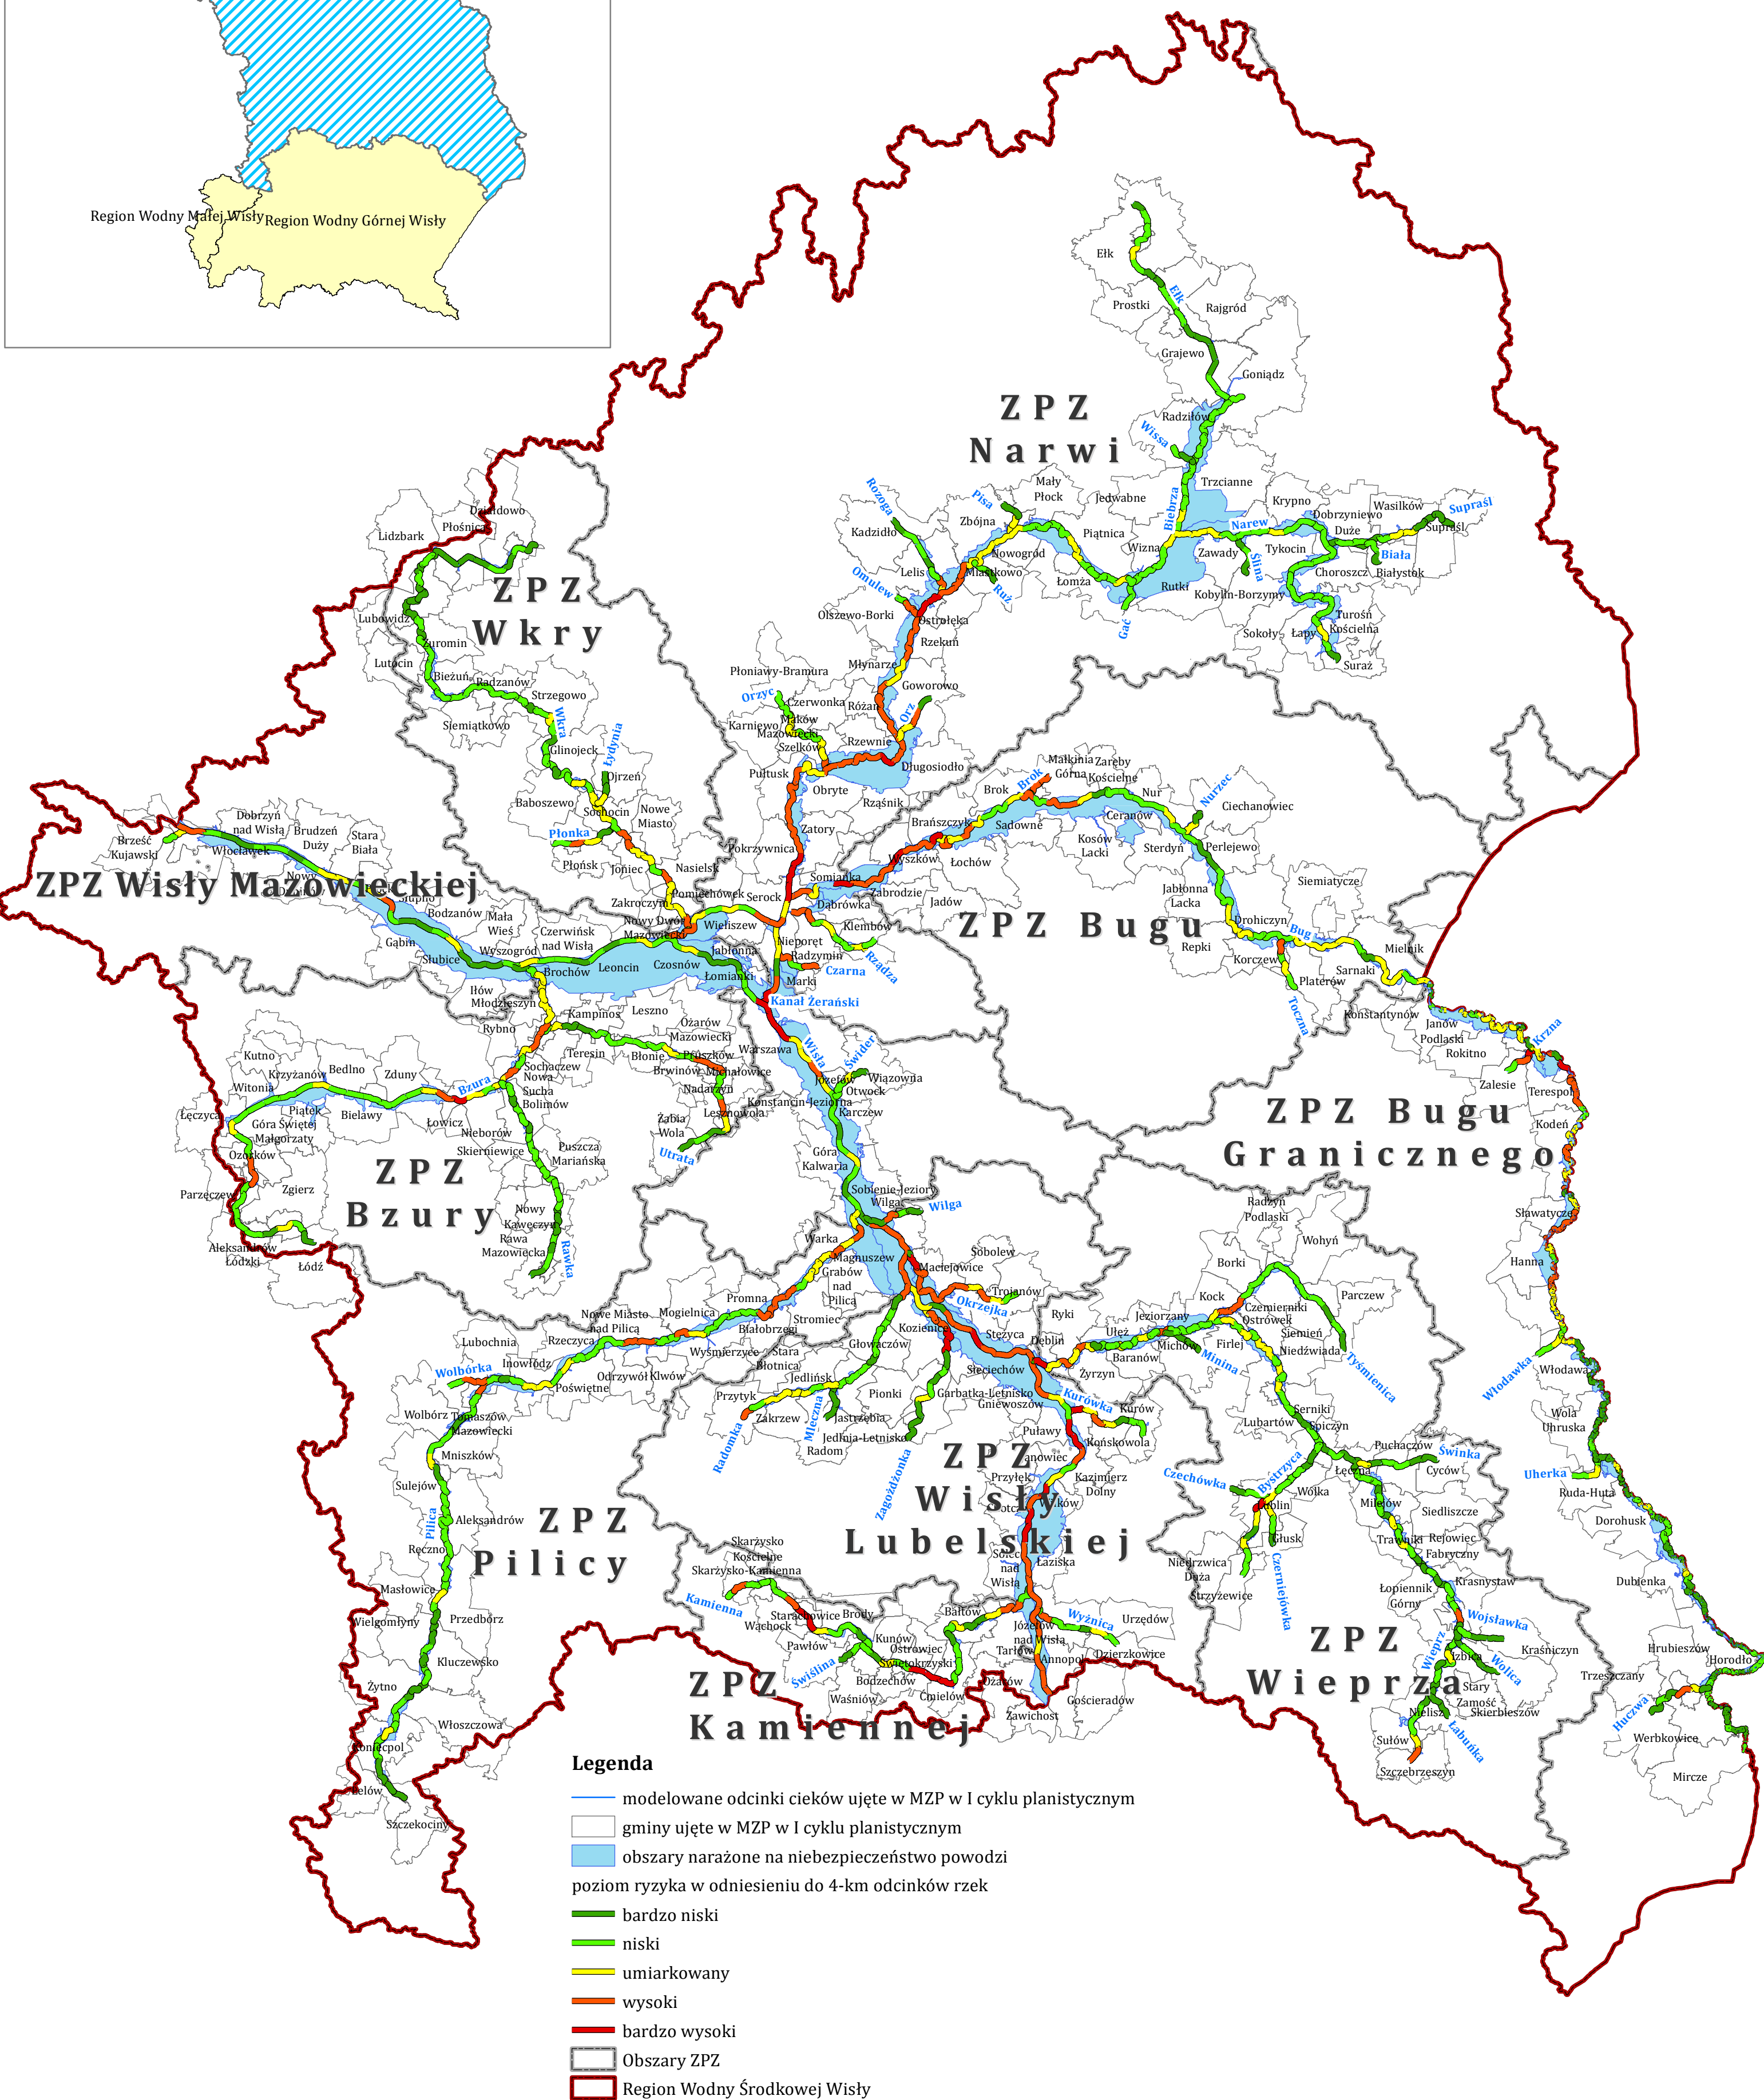 Region Wodny Małej Wisły
Region Wodny Górnej Wisły
Ełk
Ełk
Prostki
Rajgród
Grajewo
Goniądz
ZPZ
Narwi
Radziłów
Wissa
Rozoga
Pisa
Mały
Płock
Jedwabne
Biebrza
Trzcianne
Krypno
Dobrzyniewo
Duże
Wasilków
Supraśl
Supraśl
Działdowo
Płośnica
Lidzbark
Kadzidło
Zbójna
Piątnica
Narew
Nowogród
Wizna
Zawady
Tykocin
Biała
Lelis
Miastkowo
Łomża
Ślina
Choroszcz
Białystok
Omulew
Ruż
Rutki
Kobylin-Borzymy
ZPZ
Wkry
Olszewo-Borki
Ostrołęka
Gać
Turośń
Kościelna
Lubowidz
Rzekuń
Sokoły
Łapy
Żuromin
Suraż
Lutocin
Młynarze
Bieżuń
Radzanów
Płoniawy-Bramura
Goworowo
Strzegowo
Orzyc
Czerwonka
Różan
Orz
Siemiątkowo
Wkra
Karniewo
Maków
Mazowiecki
Szelków
Rzewnie
Glinojeck
Łydynia
Ojrzeń
Pułtusk
Długosiodło
Małkinia
Górna
Zaręby
Kościelne
Baboszewo
Sochocin
Nowe
Miasto
Obryte
Rząśnik
Brok
Brok
Nur
Nurzec
Ciechanowiec
Dobrzyń
nad Wisłą
Brudzeń
Duży
Stara
Biała
Płonka
Zatory
Brańszczyk
Sadowne
Ceranów
Brześć
Kujawski
Włocławek
Płońsk
Joniec
Nasielsk
Pokrzywnica
Wyszków
Łochów
Kosów
Lacki
Sterdyń
Perlejewo
Nowy
ZPZ Wisły Mazowieckiej
Somianka
Zabrodzie
Jabłonna
Lacka
Siemiatycze
Bodzanów
Mała
Wieś
Zakroczym
Pomiechówek
Serock
Dąbrówka
Jadów
ZPZ Bugu
Drohiczyn
Gąbin
Słubice
Wyszogród
Czerwińsk
nad Wisłą
Nowy Dwór
Mazowiecki
Wieliszew
Klembów
Repki
Bug
Mielnik
Brochów
Leoncin
Czosnów
Jabłonna
Nieporęt
Radzymin
Rządza
Korczew
Sarnaki
Iłów
Młodzieszyn
Łomianki
Marki
Czarna
Platerów
Rybno
Kampinos
Leszno
Kanał Żerański
Toczna
Konstantynów
Ożarów
Mazowiecki
Janów
Podlaski
Krzna
Kutno
Teresin
Błonie
Pruszków
Warszawa
Wisła
Świder
Rokitno
Krzyżanów
Bedlno
Zduny
Sochaczew
Brwinów
Michałowice
Józefów
Wiązowna
Zalesie
Witonia
Bzura
Nowa
Sucha
Nadarzyn
Otwock
Terespol
Łęczyca
Piątek
Bielawy
Bolimów
Konstancin-Jeziorna
Lesznowola
Karczew
ZPZ Bugu
Granicznego
Góra Świętej
Małgorzaty
Łowicz
Nieborów
Żabia
Wola
Kodeń
Ozorków
ZPZ
Bzury
Skierniewice
Puszcza
Mariańska
Utrata
Góra
Kalwaria
Parzęczew
Zgierz
Sobienie-Jeziory
Wilga
Wilga
Radzyń
Podlaski
Sławatycze
Nowy
Kawęczyn
Rawa
Mazowiecka
Rawka
Warka
Magnuszew
Sobolew
Wohyń
Aleksandrów
Łódzki
Łódź
Grabów
nad
Pilicą
Maciejowice
Borki
Hanna
Promna
Okrzejka
Trojanów
Kock
Parczew
Nowe Miasto
nad Pilicą
Mogielnica
Stromiec
Ryki
Jeziorzany
Czemierniki
Ostrówek
Lubochnia
Rzeczyca
Białobrzegi
Kozienice
Stężyca
Dęblin
Ułęż
Firlej
Siemień
Wyśmierzyce
Stara
Błotnica
Głowaczów
Baranów
Michów
Niedźwiada
Wolbórka
Inowłódz
Odrzywół
Klwów
Jedlińsk
Sieciechów
Żyrzyn
Minina
Tyśmienica
Włodawka
Włodawa
Poświętne
Przytyk
Pionki
Garbatka-Letnisko
Gniewoszów
Kurówka
Wolbórz
Tomaszów
Mazowiecki
Zakrzew
Mleczna
Jastrzębia
Kurów
Serniki
Wola
Uhruska
Radomka
Jedlnia-Letnisko
Radom
Puławy
Końskowola
Lubartów
Spiczyn
Mniszków
ZPZ
Wisły
Lubelskiej
Janowiec
Puchaczów
Świnka
Sulejów
Zagożdżonka
Przyłęk
Kazimierz
Dolny
Czechówka
Bystrzyca
Łęczna
Cyców
Uherka
Wólka
Ruda-Huta
Pilica
Aleksandrów
ZPZ
Pilicy
Lublin
Milejów
Siedliszcze
Dorohusk
Ręczno
Skarżysko
Kościelne
Głusk
Trawniki
Rejowiec
Fabryczny
Skarżysko-Kamienna
Solec
nad
Wisłą
Łaziska
Niedrzwica
Duża
Krasnystaw
Dubienka
Masłowice
Kamienna
Strzyżewice
Czerniejówka
Łopiennik
Górny
Wielgomłyny
Przedbórz
Starachowice
Brody
Bałtów
Wyżnica
Urzędów
Wojsławka
Wąchock
Pawłów
Kunów
Ostrowiec
Świętokrzyski
Józefów
nad Wisłą
Tarłów
ZPZ
Wieprza
Wieprz
Kraśniczyn
Hrubieszów
Kluczewsko
Świślina
Annopol
Dzierzkowice
Izbica
Wolica
Horodło
Żytno
ZPZ
Kamiennej
Bodzechów
Ożarów
Trzeszczany
Waśniów
Ćmielów
Gościeradów
Stary
Zamość
Włoszczowa
Zawichost
Nielisz
Skierbieszów
Huczwa
Koniecpol
Sułów
Łabuńka
Werbkowice
Szczebrzeszyn
Mircze
Lelów
Szczekociny
Legenda
modelowane odcinki cieków ujęte w MZP w I cyklu planistycznym
gminy ujęte w MZP w I cyklu planistycznym
obszary narażone na niebezpieczeństwo powodzi
poziom ryzyka w odniesieniu do 4-km odcinków rzek
bardzo niski
niski
umiarkowany
wysoki
bardzo wysoki
Obszary ZPZ
Region Wodny Środkowej Wisły